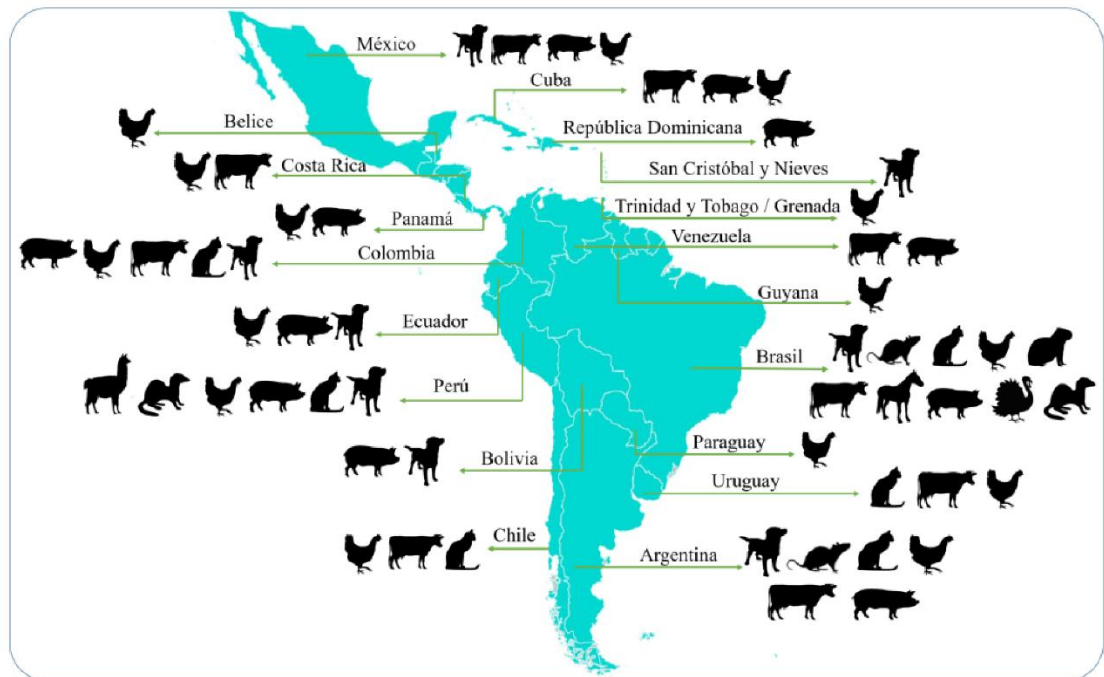 México
Cuba
Belice
República Dominicana
Costa Rica
San Cristóbal y Nieves
Panamá
Trinidad y Tobago / Grenada
Colombia
Venezuela
Guyana
Ecuador
Brasil
Perú
Paraguay
Bolivia
Uruguay
Chile
Argentina